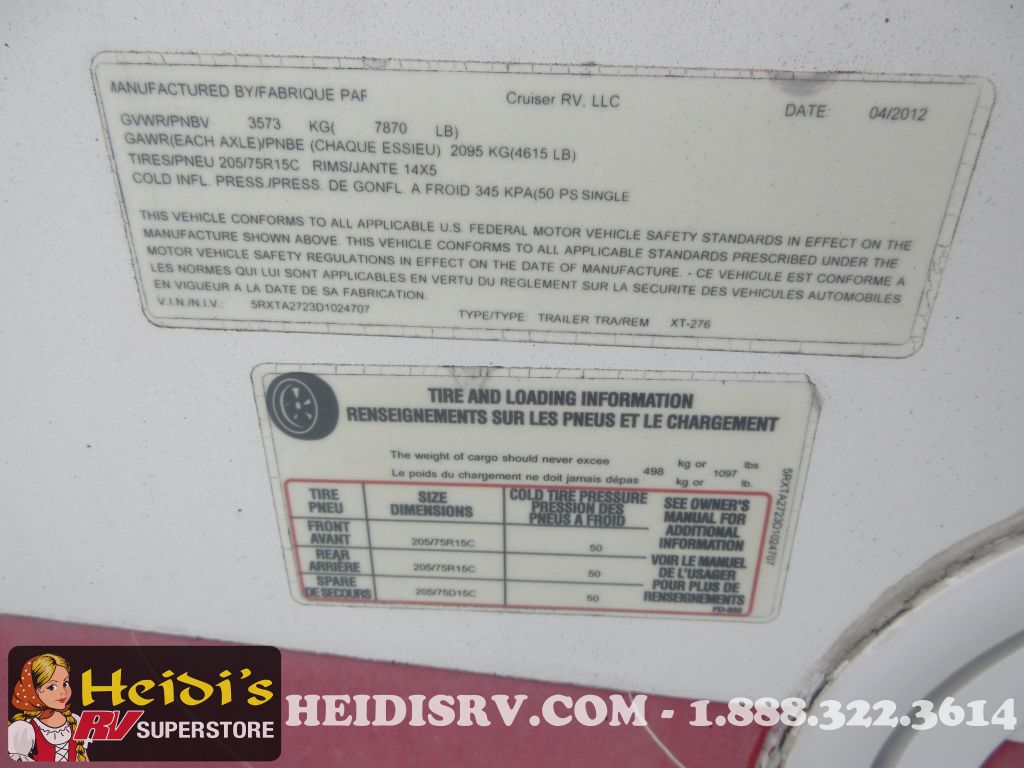 MANUFACTURED BY/FABRIQUE PAR Cruiser RV, LLC DATE: 04/2012
GVWR/PNBV 3573 KG( 7870 LB)
GAWR(EACH AXLE)/PNBE (CHAQUE ESSIEU) 2095 KG(4615 LB)
TIRES/PNEU 205/75R15C RIMS/JANTE 14X5
COLD INFL. PRESS./PRESS. DE GONFL A FROID 345 KPA(50 PS SINGLE
THIS VEHICLE CONFORMS TO ALL APPLICABLE U.S. FEDERAL MOTOR VEHICLE SAFETY STANDARDS IN EFFECT ON THE
MANUFACTURE SHOWN ABOVE. THIS VEHICLE CONFORMS TO ALL APPLICABLE STANDARDS PRESCRIBED UNDER THE
MOTOR VEHICLE SAFETY REGULATIONS IN EFFECT ON THE DATE OF MANUFACTURE. - CE VEHICULE EST CONFORME A
LES NORMES QUI LUI SONT APPLICABLES EN VERTU DU REGLEMENT SUR LA SECURITE DES VEHICULES AUTOMOBILES
EN VIGUEUR A LA DATE DE SA FABRICATION.
V.I.N/N.I.V. 5RXTA2723D1024707 TYPE/TYPE: TRAILER TRA/REM XT-276
TIRE AND LOADING INFORMATION
RENSEIGNEMENTS SUR LES PNEUS ET LE CHARGEMENT
The weight of cargo should never excee 498 kg or 1097 lbs
Le poids du chargement ne doit jamais dépas kg or lb.
TIRE
PNEU
SIZE
DIMENSIONS
COLD TIRE PRESSURE
PRESSION DES
PNEUS A FROID
FRONT
AVANT
205/75R15C
50
REAR
ARRIÈRE
205/75R15C
50
SPARE
DE SECOURS
205/75D15C
50
SEE OWNER'S
MANUAL FOR
ADDITIONAL
INFORMATION
VOIR LE MANUEL
DE L'USAGER
POUR PLUS DE
RENSEIGNEMENTS
5RXTA2723D1024707
Heidi's
RV SUPERSTORE
HEIDISRV.COM - 1.888.322.3614